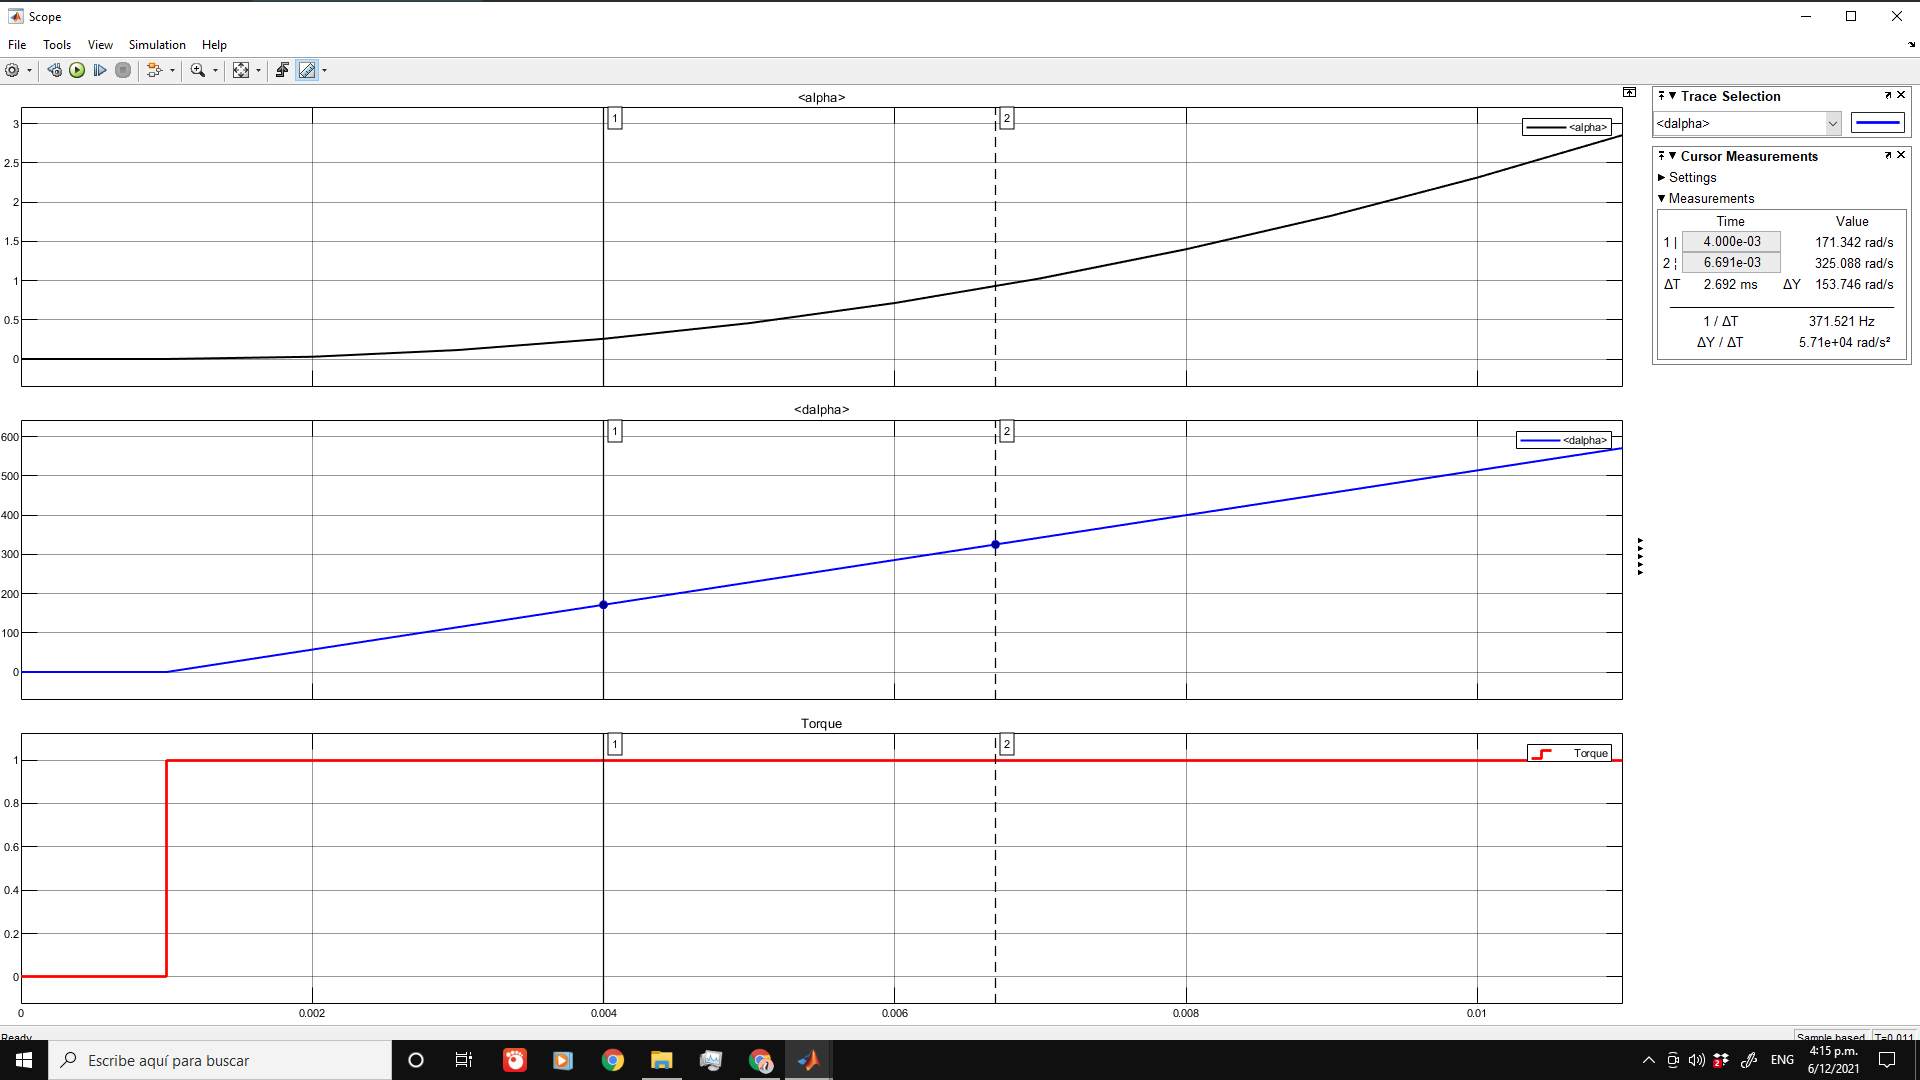 Scope
File Tools View Simulation Help
<alpha>
1
2
<alpha>
3
2.5
2
1.5
1
0.5
0
<dalpha>
1
2
<dalpha>
600
500
400
300
200
100
0
Torque
1
2
Torque
1
0.8
0.6
0.4
0.2
0
0 0.002 0.004 0.006 0.008 0.01
Trace Selection
<dalpha>
Cursor Measurements
Settings
Measurements
Time Value
1 | 4.000e-03 171.342 rad/s
2 ¦ 6.691e-03 325.088 rad/s
ΔT 2.692 ms ΔY 153.746 rad/s
1 / ΔT 371.521 Hz
ΔY / ΔT 5.71e+04 rad/s²
Ready
Sample based T=0.011
Escribe aquí para buscar
2
ENG
4:15 p.m.
6/12/2021